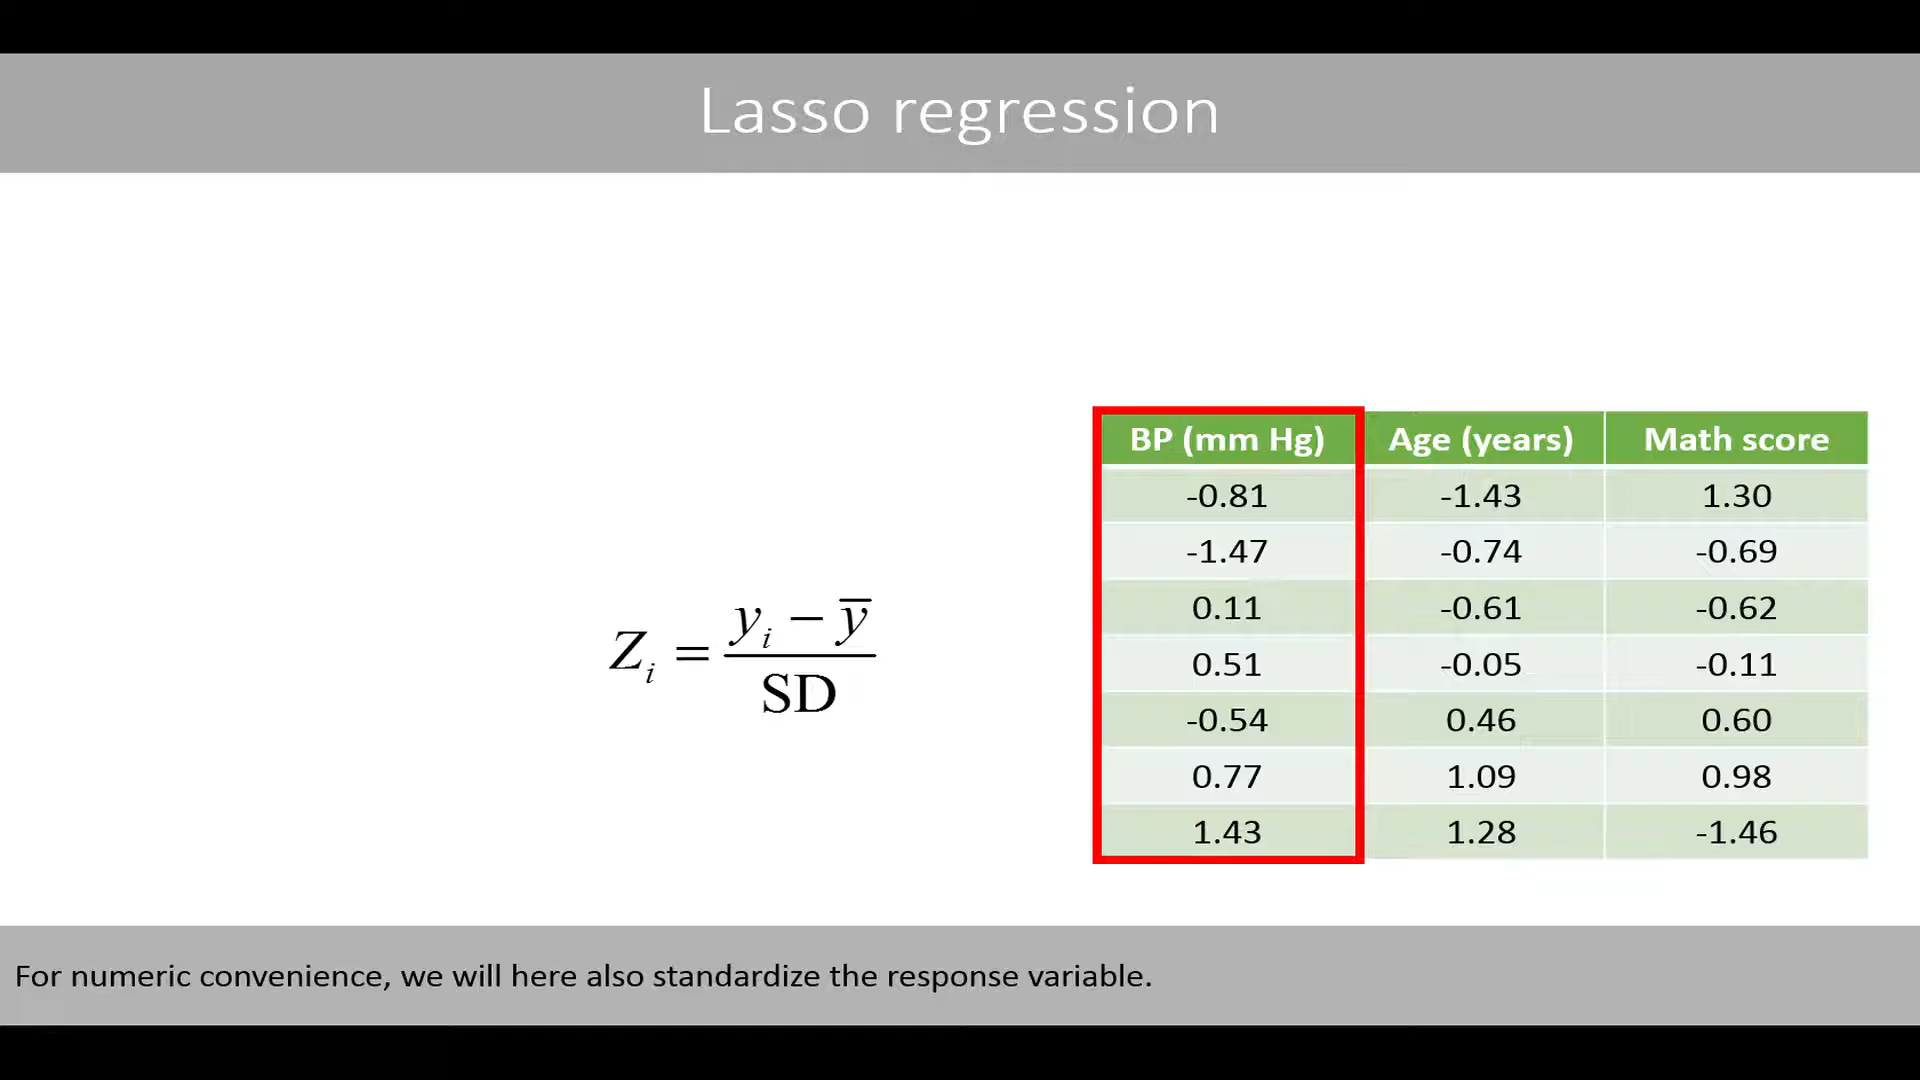 Lasso regression
BP (mm Hg) Age (years) Math score
-0.81 -1.43 1.30
-1.47 -0.74 -0.69
0.11 -0.61 -0.62
0.51 -0.05 -0.11
-0.54 0.46 0.60
0.77 1.09 0.98
1.43 1.28 -1.46
Z_i = (y_i − ȳ) / SD
For numeric convenience, we will here also standardize the response variable.